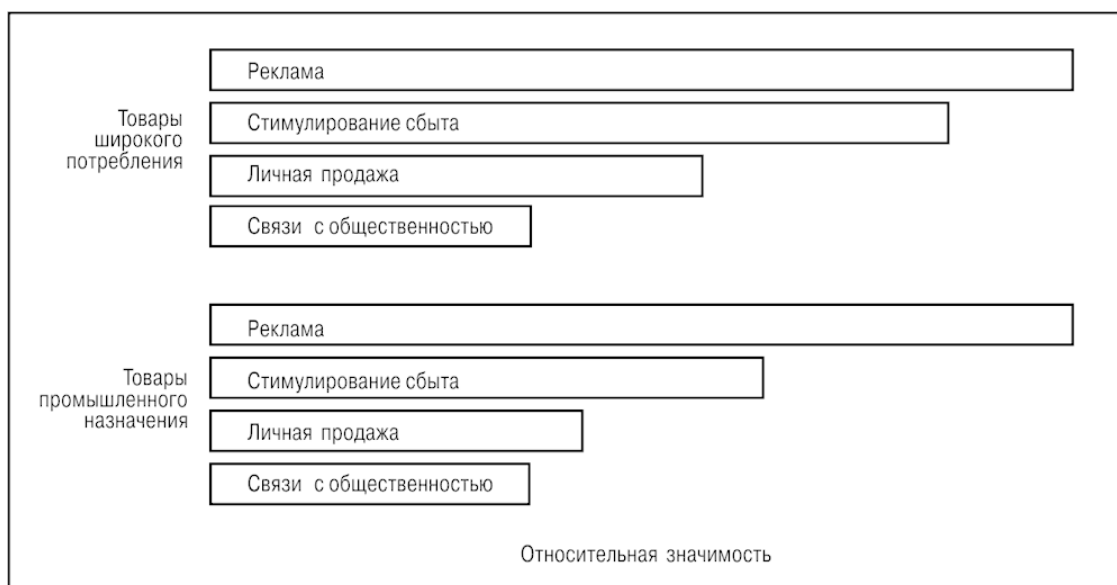 Реклама
Стимулирование сбыта
Личная продажа
Связи с общественностью
Товары
широкого
потребления
Реклама
Стимулирование сбыта
Личная продажа
Связи с общественностью
Товары
промышленного
назначения
Относительная значимость